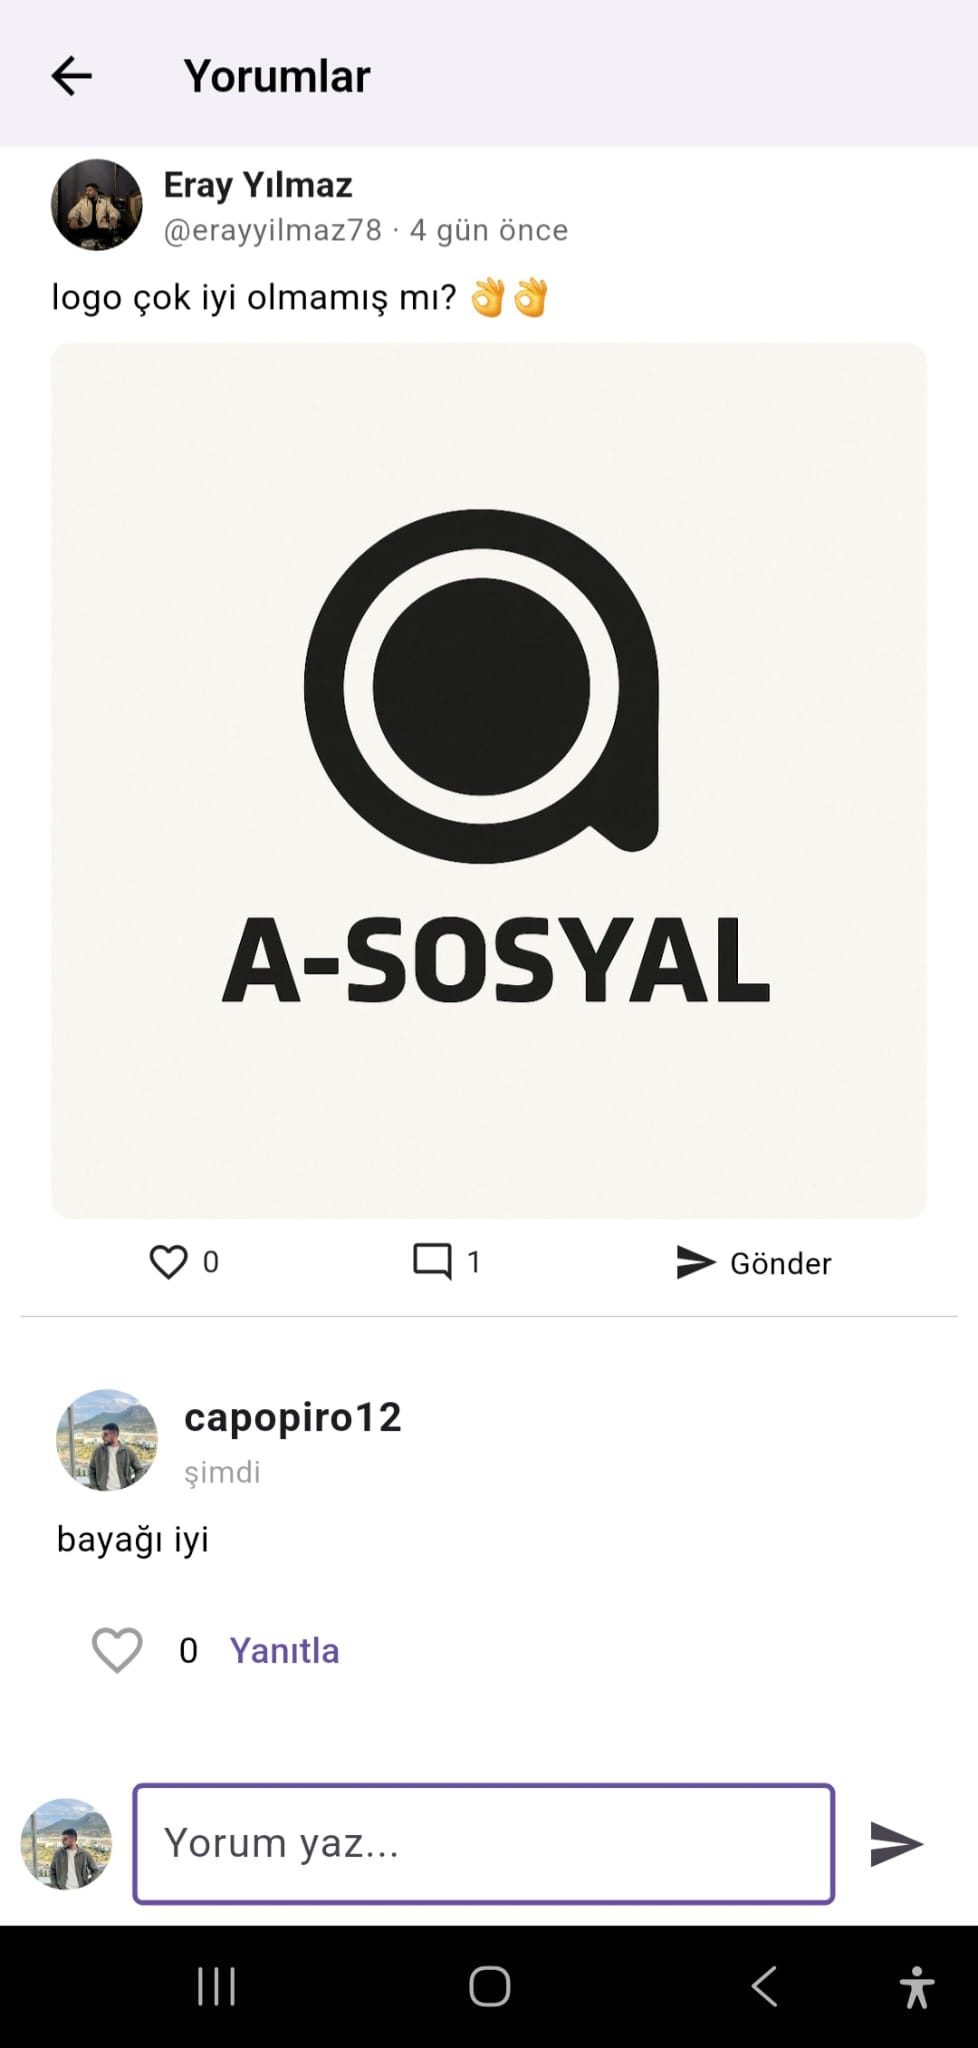 Yorumlar
Eray Yılmaz
@erayyilmaz78 · 4 gün önce
logo çok iyi olmamış mı? 👌👌
A-SOSYAL
0 1 Gönder
capopiro12
şimdi
bayağı iyi
0 Yanıtla
Yorum yaz...